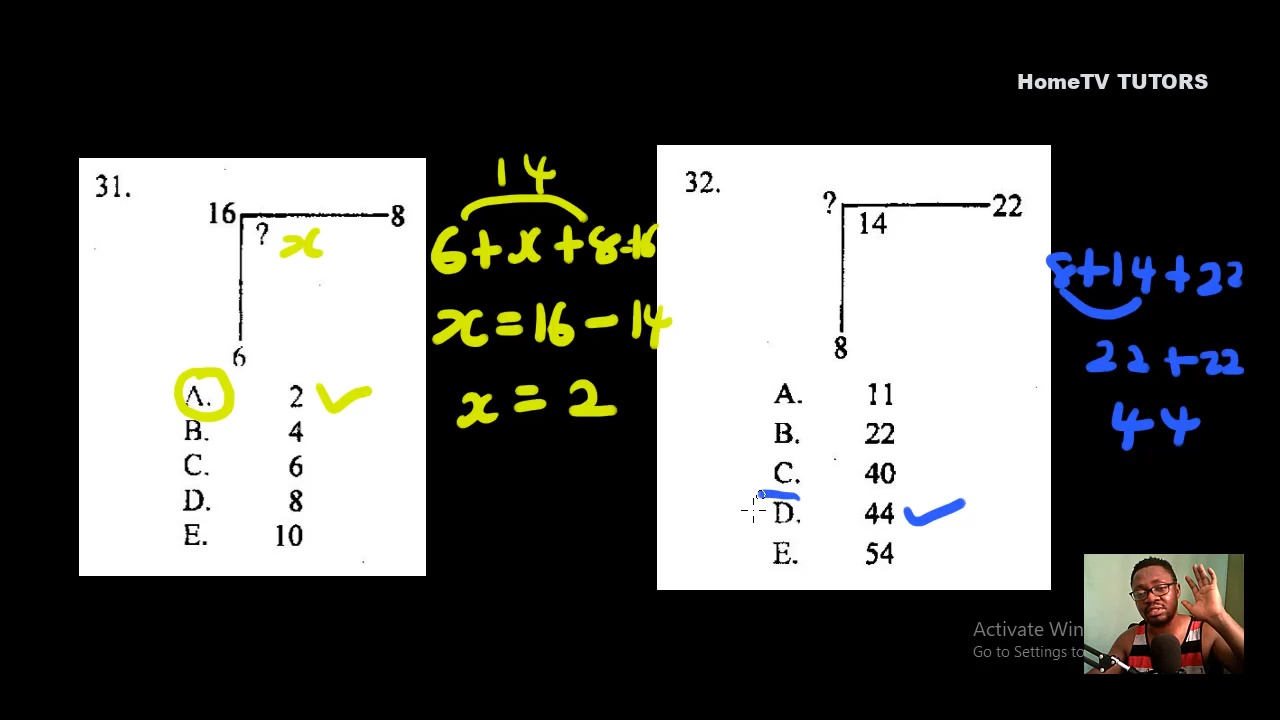 HomeTV TUTORS
31.
16 8
?
x
6
A. 2
B. 4
C. 6
D. 8
E. 10
14
6+x+8=16
x=16-14
x=2
32.
? 22
14
8
A. 11
B. 22
C. 40
D. 44
E. 54
8+14+22
22+22
44
Activate Win
Go to Settings to